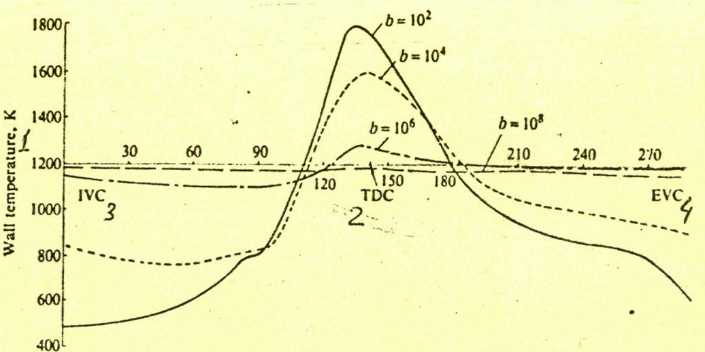 1800
b = 10²
1600
b = 10⁴
1400
b = 10⁶
b = 10⁸
Wall temperature, K
1
1200
30
60
90
120
150
180
210
240
270
IVC
3
TDC
2
EVC
4
1000
800
600
400